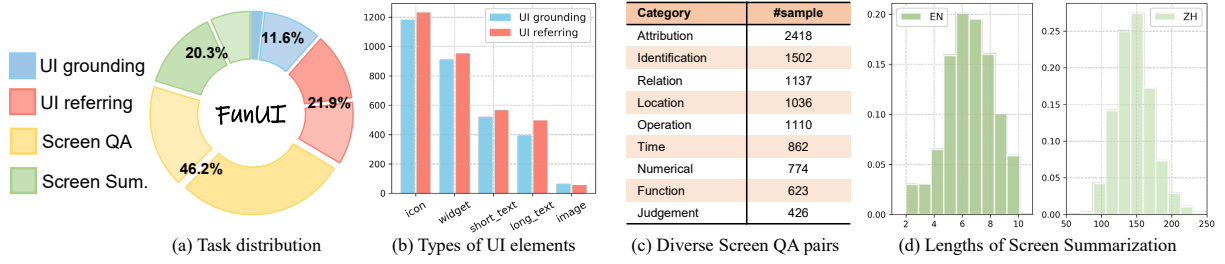 UI grounding
UI referring
Screen QA
Screen Sum.
11.6%
21.9%
46.2%
20.3%
FunUI
(a) Task distribution
UI grounding
UI referring
1200
1000
800
600
400
200
0
icon
widget
short_text
long_text
image
(b) Types of UI elements
Category #sample
Attribution 2418
Identification 1502
Relation 1137
Location 1036
Operation 1110
Time 862
Numerical 774
Function 623
Judgement 426
(c) Diverse Screen QA pairs
EN
0.20
0.15
0.10
0.05
0.00
2 4 6 8 10
ZH
0.25
0.20
0.15
0.10
0.05
0.00
50 100 150 200 250
(d) Lengths of Screen Summarization